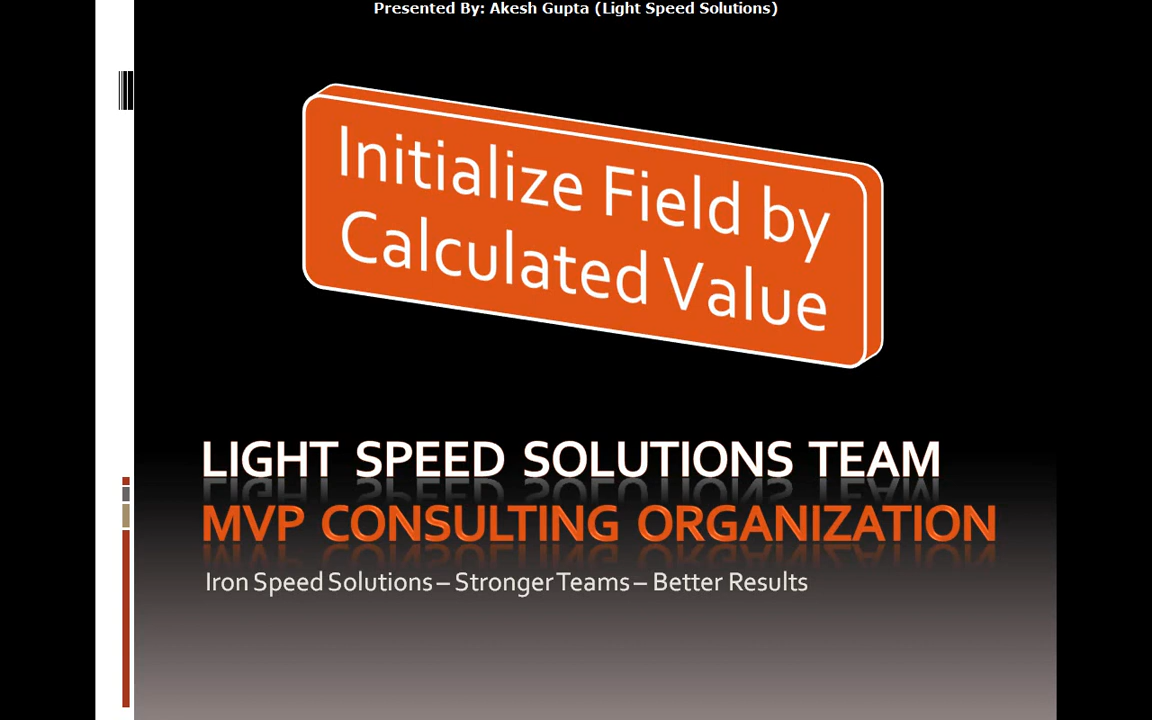 Presented By: Akesh Gupta (Light Speed Solutions)
Initialize Field by
Calculated Value
LIGHT SPEED SOLUTIONS TEAM
MVP CONSULTING ORGANIZATION
Iron Speed Solutions – Stronger Teams – Better Results